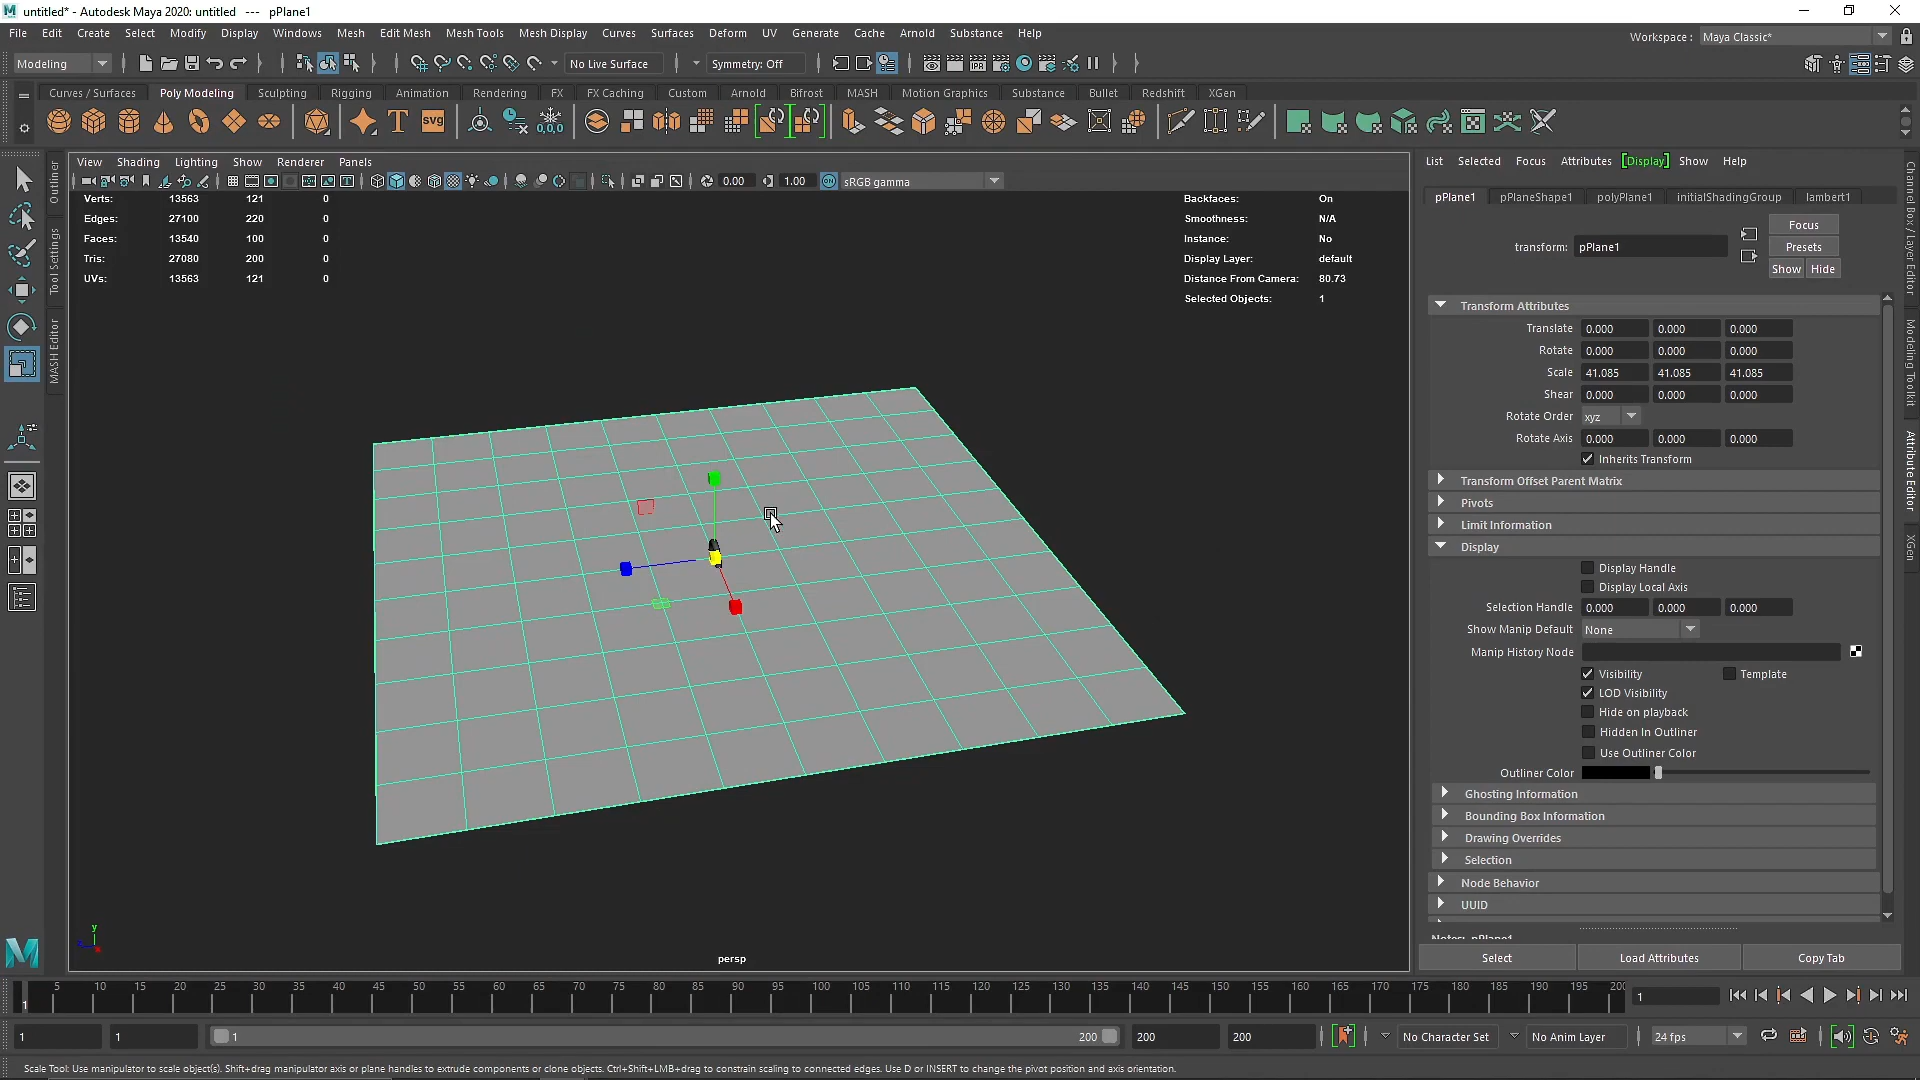 untitled* - Autodesk Maya 2020: untitled --- pPlane1
File Edit Create Select Modify Display Windows Mesh Edit Mesh Mesh Tools Mesh Display Curves Surfaces Deform UV Generate Cache Arnold Substance Help
Workspace : Maya Classic*
Modeling No Live Surface Symmetry: Off
Curves / Surfaces Poly Modeling Sculpting Rigging Animation Rendering FX FX Caching Custom Arnold Bifrost MASH Motion Graphics Substance Bullet Redshift XGen
T SVG 0,0,0
View Shading Lighting Show Renderer Panels
0.00 1.00 ON sRGB gamma
Verts: 13563 121 0
Edges: 27100 220 0
Faces: 13540 100 0
Tris: 27080 200 0
UVs: 13563 121 0
Backfaces: On
Smoothness: N/A
Instance: No
Display Layer: default
Distance From Camera: 80.73
Selected Objects: 1
Outliner
Tool Settings
MASH Editor
y
persp
List Selected Focus Attributes [Display] Show Help
pPlane1 pPlaneShape1 polyPlane1 initialShadingGroup lambert1
transform: pPlane1
Focus
Presets
Show Hide
Transform Attributes
Translate 0.000 0.000 0.000
Rotate 0.000 0.000 0.000
Scale 41.085 41.085 41.085
Shear 0.000 0.000 0.000
Rotate Order xyz
Rotate Axis 0.000 0.000 0.000
Inherits Transform
Transform Offset Parent Matrix
Pivots
Limit Information
Display
Display Handle
Display Local Axis
Selection Handle 0.000 0.000 0.000
Show Manip Default None
Manip History Node
Visibility Template
LOD Visibility
Hide on playback
Hidden In Outliner
Use Outliner Color
Outliner Color
Ghosting Information
Bounding Box Information
Drawing Overrides
Selection
Node Behavior
UUID
Notes: pPlane1
Select Load Attributes Copy Tab
Channel Box / Layer Editor
Modeling Toolkit
Attribute Editor
XGen
5 10 15 20 25 30 35 40 45 50 55 60 65 70 75 80 85 90 95 100 105 110 115 120 125 130 135 140 145 150 155 160 165 170 175 180 185 190 195 200
1 1
1 1 1 200 200 200 No Character Set No Anim Layer 24 fps
Scale Tool: Use manipulator to scale object(s). Shift+drag manipulator axis or plane handles to extrude components or clone objects. Ctrl+Shift+LMB+drag to constrain scaling to connected edges. Use D or INSERT to change the pivot position and axis orientation.